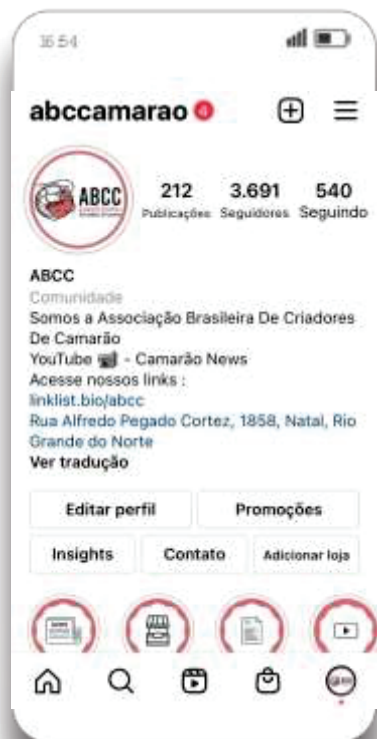 16:54
abccamarao 4
ABCC
212 3.691 540
Publicações Seguidores Seguindo
ABCC
Comunidade
Somos a Associação Brasileira De Criadores
De Camarão
YouTube 📹 - Camarão News
Acesse nossos links :
linklist.bio/abcc
Rua Alfredo Pegado Cortez, 1858, Natal, Rio
Grande do Norte
Ver tradução
Editar perfil Promoções
Insights Contato Adicionar loja